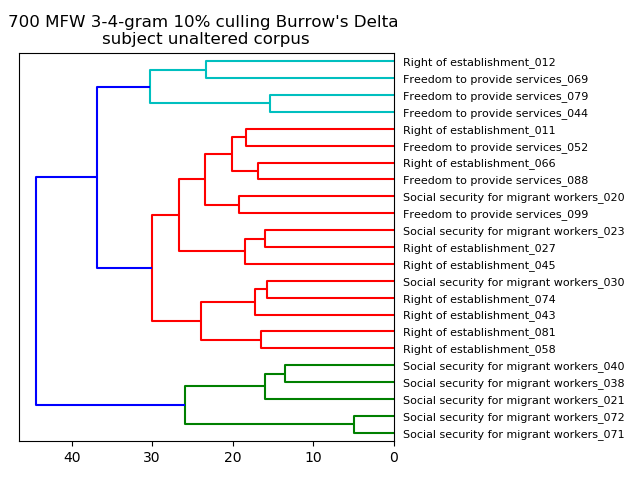 700 MFW 3-4-gram 10% culling Burrow's Delta
subject unaltered corpus
Right of establishment_012
Freedom to provide services_069
Freedom to provide services_079
Freedom to provide services_044
Right of establishment_011
Freedom to provide services_052
Right of establishment_066
Freedom to provide services_088
Social security for migrant workers_020
Freedom to provide services_099
Social security for migrant workers_023
Right of establishment_027
Right of establishment_045
Social security for migrant workers_030
Right of establishment_074
Right of establishment_043
Right of establishment_081
Right of establishment_058
Social security for migrant workers_040
Social security for migrant workers_038
Social security for migrant workers_021
Social security for migrant workers_072
Social security for migrant workers_071
40 30 20 10 0